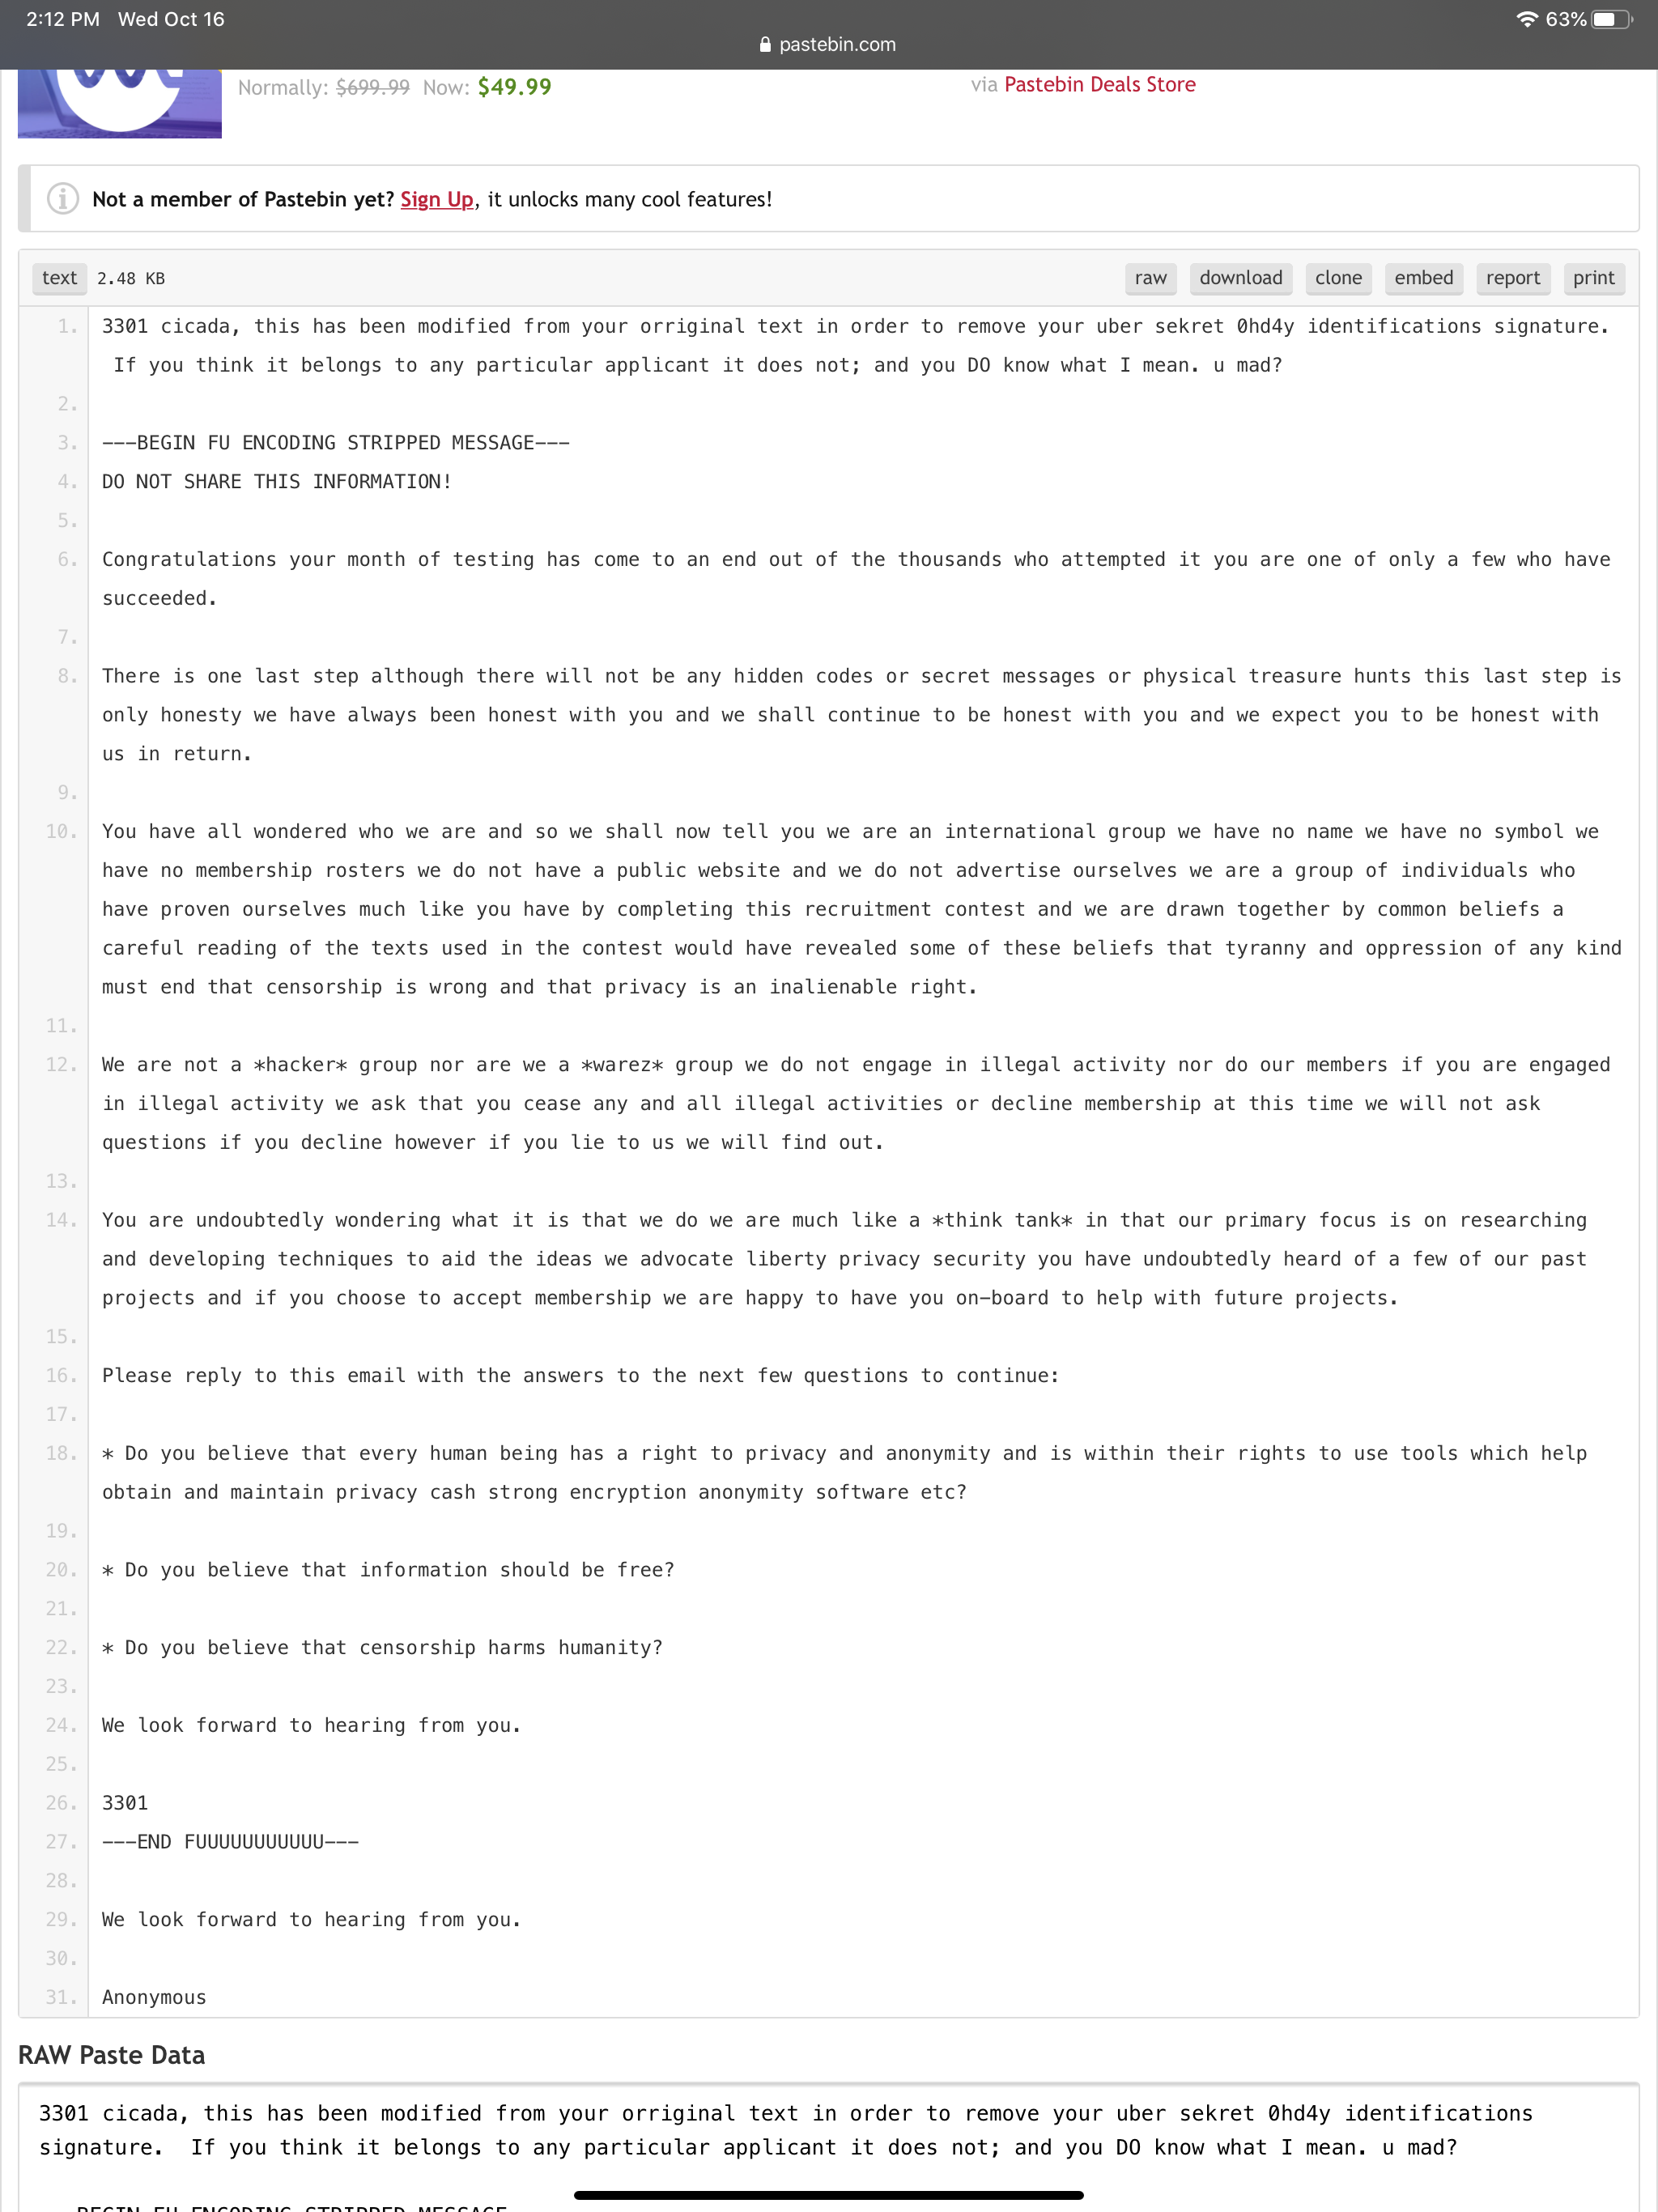 2:12 PM Wed Oct 16
63%
pastebin.com
Normally: $699.99 Now: $49.99
via Pastebin Deals Store
Not a member of Pastebin yet? Sign Up, it unlocks many cool features!
text 2.48 KB
raw download clone embed report print
1. 3301 cicada, this has been modified from your orriginal text in order to remove your uber sekret 0hd4y identifications signature.
If you think it belongs to any particular applicant it does not; and you DO know what I mean. u mad?
2.
3. ---BEGIN FU ENCODING STRIPPED MESSAGE---
4. DO NOT SHARE THIS INFORMATION!
5.
6. Congratulations your month of testing has come to an end out of the thousands who attempted it you are one of only a few who have
succeeded.
7.
8. There is one last step although there will not be any hidden codes or secret messages or physical treasure hunts this last step is
only honesty we have always been honest with you and we shall continue to be honest with you and we expect you to be honest with
us in return.
9.
10. You have all wondered who we are and so we shall now tell you we are an international group we have no name we have no symbol we
have no membership rosters we do not have a public website and we do not advertise ourselves we are a group of individuals who
have proven ourselves much like you have by completing this recruitment contest and we are drawn together by common beliefs a
careful reading of the texts used in the contest would have revealed some of these beliefs that tyranny and oppression of any kind
must end that censorship is wrong and that privacy is an inalienable right.
11.
12. We are not a *hacker* group nor are we a *warez* group we do not engage in illegal activity nor do our members if you are engaged
in illegal activity we ask that you cease any and all illegal activities or decline membership at this time we will not ask
questions if you decline however if you lie to us we will find out.
13.
14. You are undoubtedly wondering what it is that we do we are much like a *think tank* in that our primary focus is on researching
and developing techniques to aid the ideas we advocate liberty privacy security you have undoubtedly heard of a few of our past
projects and if you choose to accept membership we are happy to have you on-board to help with future projects.
15.
16. Please reply to this email with the answers to the next few questions to continue:
17.
18. * Do you believe that every human being has a right to privacy and anonymity and is within their rights to use tools which help
obtain and maintain privacy cash strong encryption anonymity software etc?
19.
20. * Do you believe that information should be free?
21.
22. * Do you believe that censorship harms humanity?
23.
24. We look forward to hearing from you.
25.
26. 3301
27. ---END FUUUUUUUUUUU---
28.
29. We look forward to hearing from you.
30.
31. Anonymous
RAW Paste Data
3301 cicada, this has been modified from your orriginal text in order to remove your uber sekret 0hd4y identifications
signature. If you think it belongs to any particular applicant it does not; and you DO know what I mean. u mad?
BEGIN FU ENCODING STRIPPED MESSAGE